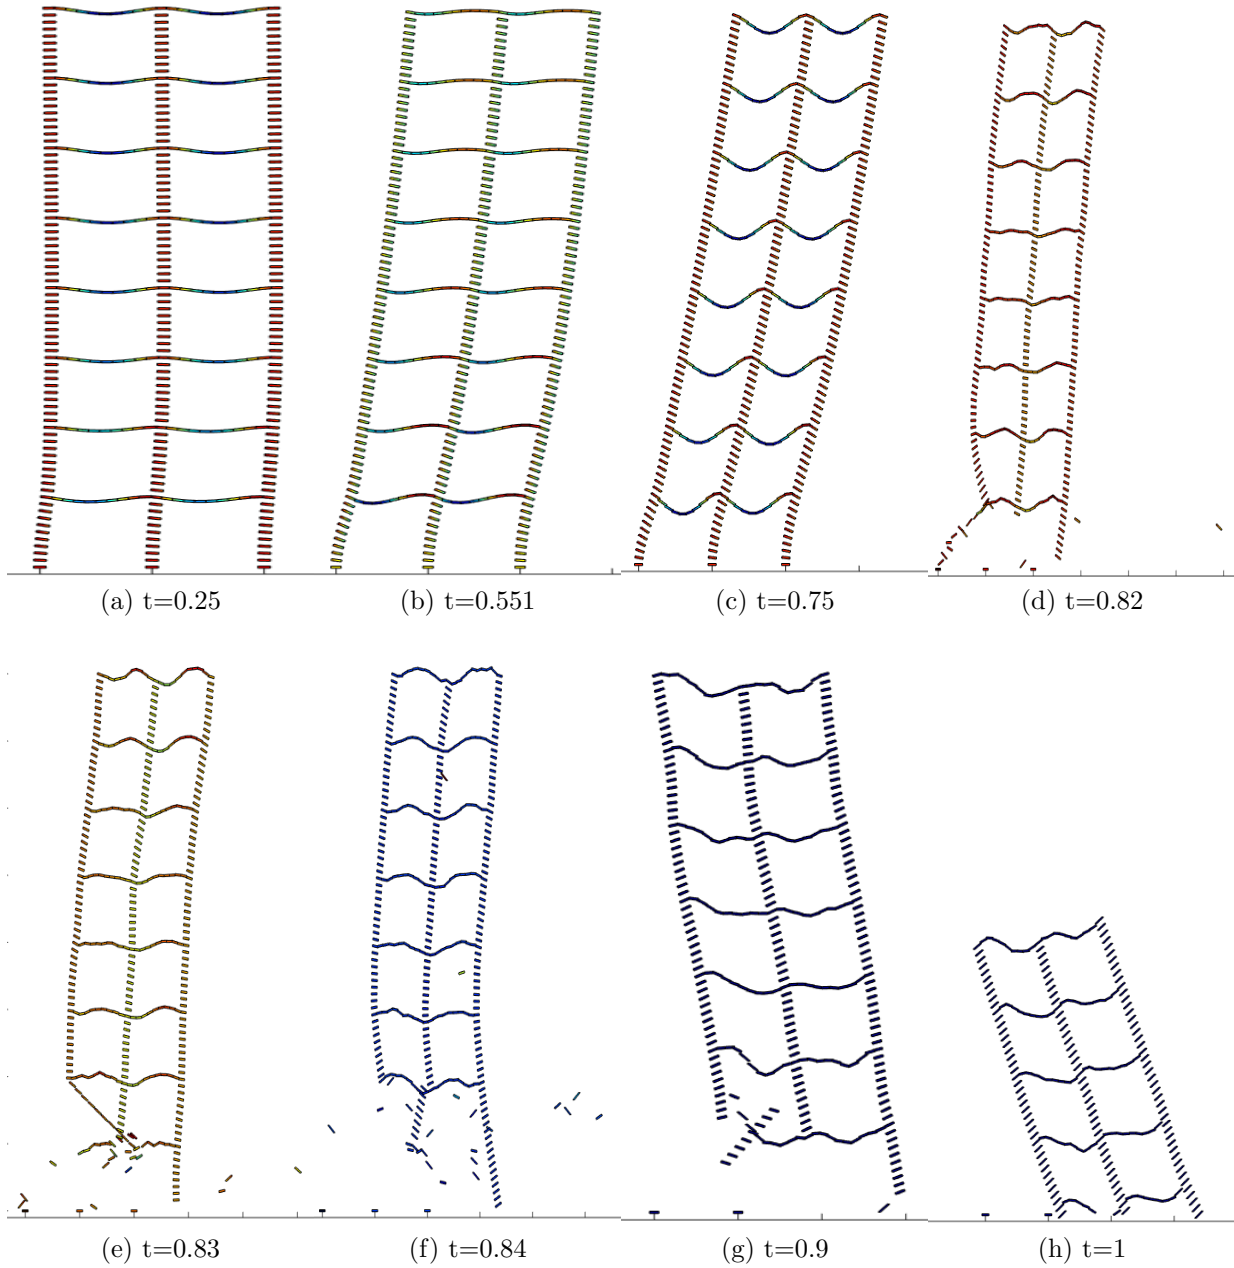 (a) t=0.25
(b) t=0.551
(c) t=0.75
(d) t=0.82
(e) t=0.83
(f) t=0.84
(g) t=0.9
(h) t=1